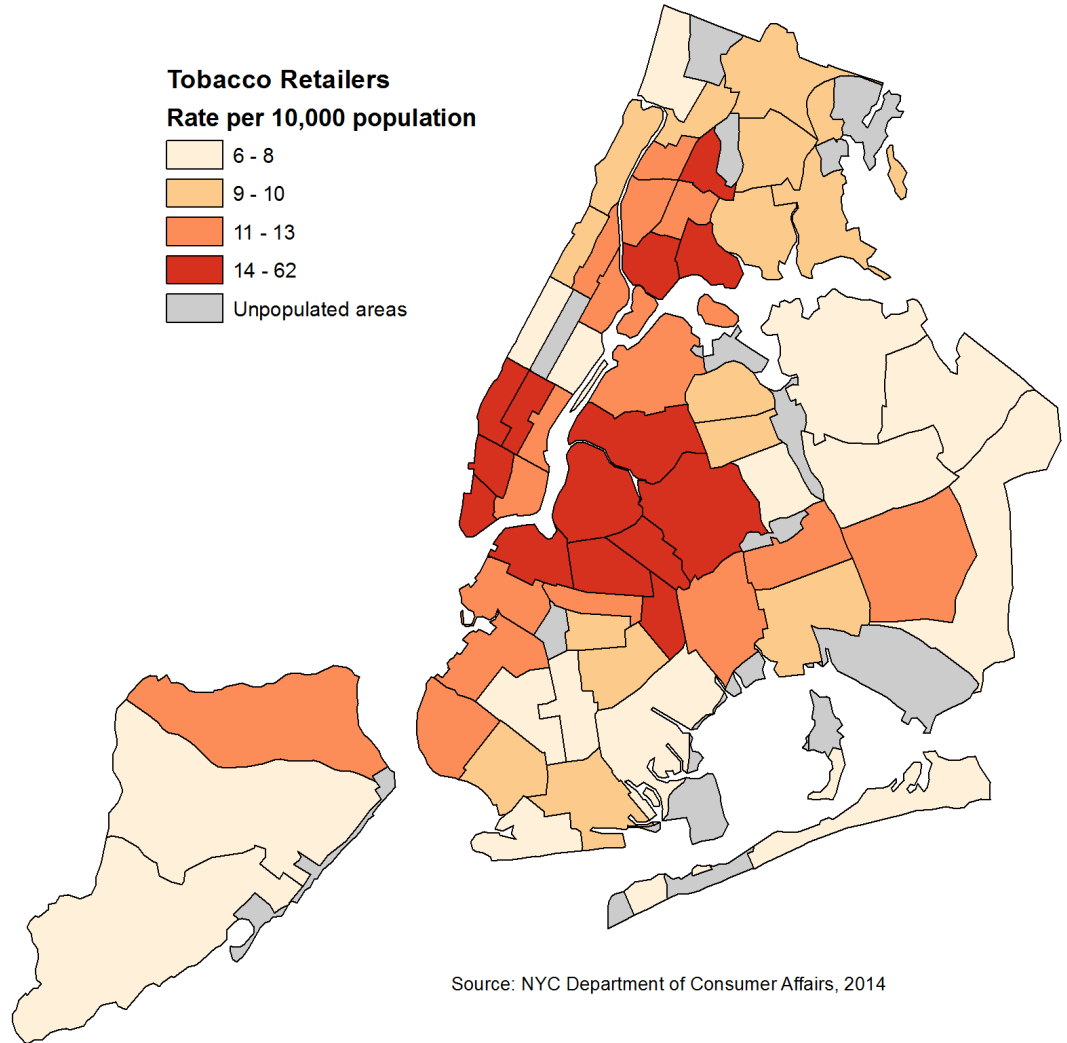 Tobacco Retailers
Rate per 10,000 population
6 - 8
9 - 10
11 - 13
14 - 62
Unpopulated areas
Source: NYC Department of Consumer Affairs, 2014